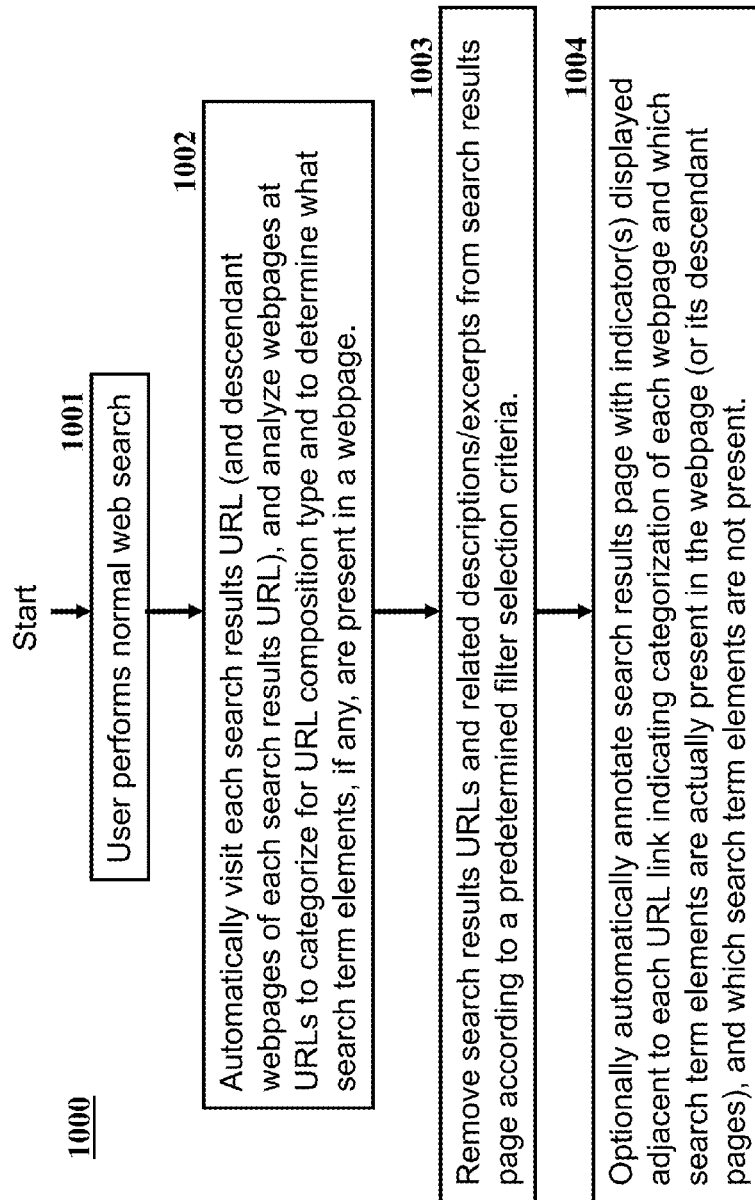 1000
Start
1001
User performs normal web search
1002
Automatically visit each search results URL (and descendant
webpages of each search results URL), and analyze webpages at
URLs to categorize for URL composition type and to determine what
search term elements, if any, are present in a webpage.
1003
Remove search results URLs and related descriptions/excerpts from search results
page according to a predetermined filter selection criteria.
1004
Optionally automatically annotate search results page with indicator(s) displayed
adjacent to each URL link indicating categorization of each webpage and which
search term elements are actually present in the webpage (or its descendant
pages), and which search term elements are not present.